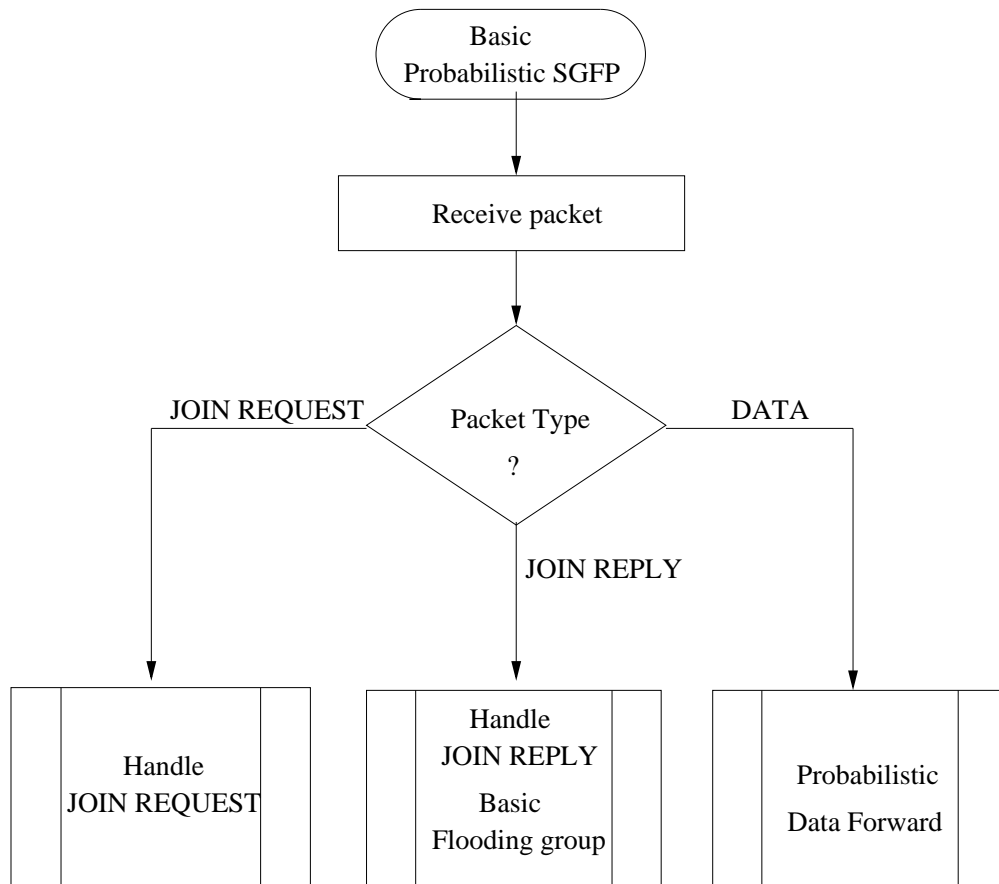 Basic
Probabilistic SGFP
Receive packet
Packet Type
?
JOIN REQUEST
DATA
JOIN REPLY
Handle
JOIN REQUEST
Handle
JOIN REPLY
Basic
Flooding group
Probabilistic
Data Forward